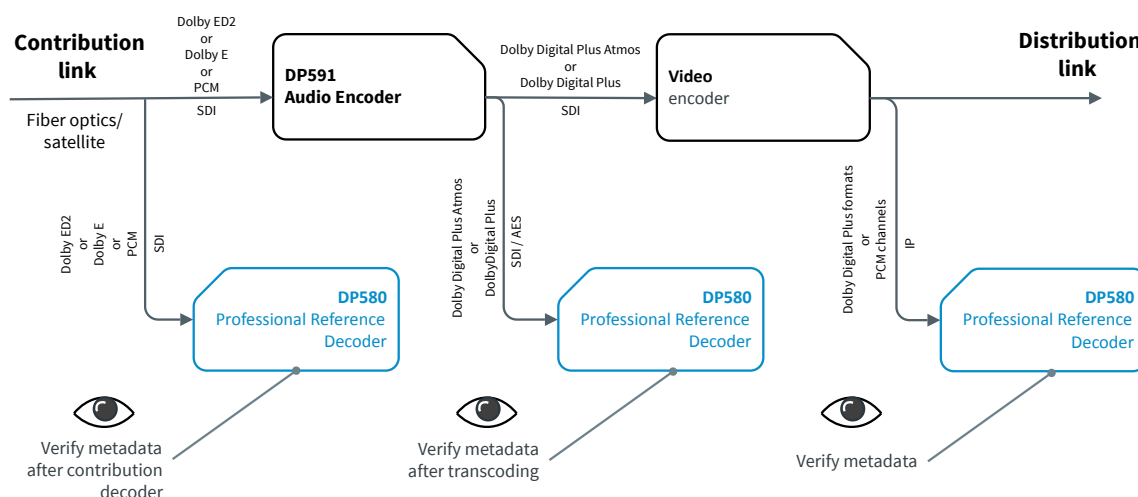 Contribution
link
Dolby ED2
or
Dolby E
or
PCM
SDI
Fiber optics/
satellite
DP591
Audio Encoder
Dolby Digital Plus Atmos
or
Dolby Digital Plus
SDI
Video
encoder
Distribution
link
Dolby ED2
or
Dolby E
or
PCM
SDI
Dolby Digital Plus Atmos
or
DolbyDigital Plus
SDI / AES
Dolby Digital Plus formats
or
PCM channels
IP
DP580
Professional Reference
Decoder
DP580
Professional Reference
Decoder
DP580
Professional Reference
Decoder
Verify metadata
after contribution
decoder
Verify metadata
after transcoding
Verify metadata